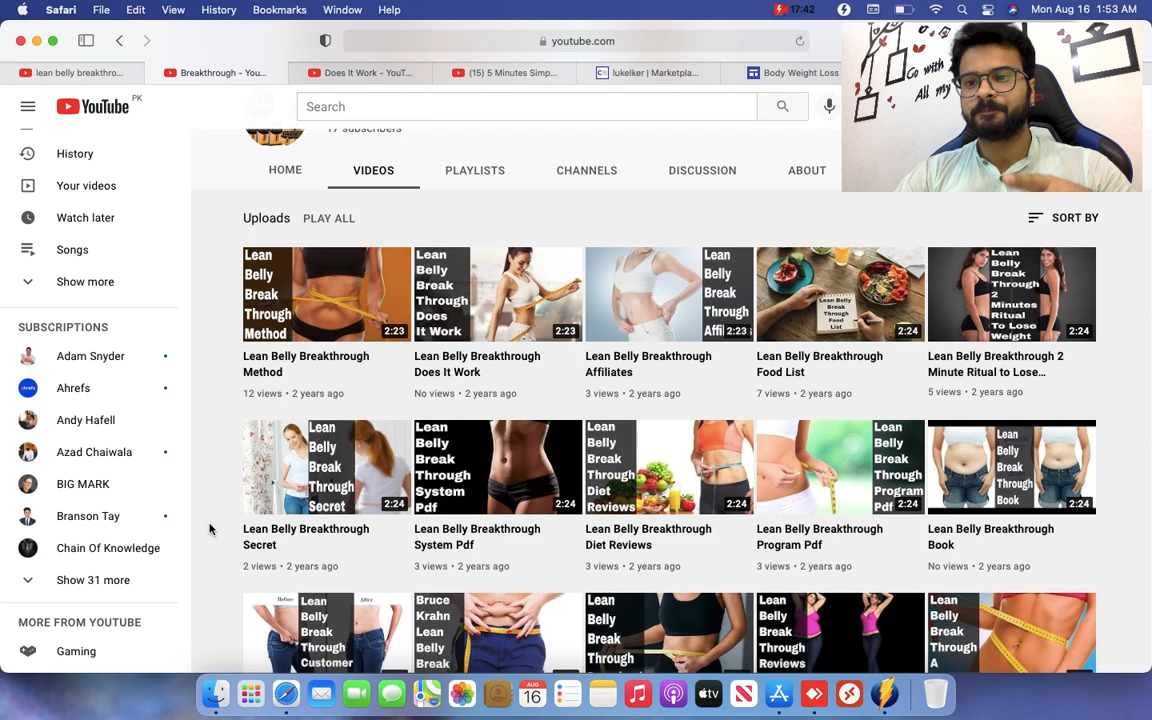 Safari File Edit View History Bookmarks Window Help
17:42
Mon Aug 16 1:53 AM
youtube.com
lean belly breakthro...
Breakthrough - You...
Does It Work - YouT...
(15) 5 Minutes Simp...
lukelker | Marketpla...
Body Weight Loss
YouTube PK
Search
Go with
All my
17 subscribers
HOME VIDEOS PLAYLISTS CHANNELS DISCUSSION ABOUT
History
Your videos
Watch later
Songs
Show more
SUBSCRIPTIONS
Adam Snyder
Ahrefs
Andy Hafell
Azad Chaiwala
BIG MARK
Branson Tay
Chain Of Knowledge
Show 31 more
MORE FROM YOUTUBE
Gaming
Uploads PLAY ALL
SORT BY
Lean
Belly
Break
Through
Method
2:23
Lean Belly Breakthrough
Method
12 views • 2 years ago
Lean
Belly
Break
Through
Does
It Work
2:23
Lean Belly Breakthrough
Does It Work
No views • 2 years ago
Lean
Belly
Break
Through
Affili
2:23
Lean Belly Breakthrough
Affiliates
3 views • 2 years ago
Lean Belly
Break
Through
Food
List
2:24
Lean Belly Breakthrough
Food List
7 views • 2 years ago
Lean
Belly
Break
Through
2
Minutes
Ritual
To Lose
Weight
2:24
Lean Belly Breakthrough 2
Minute Ritual to Lose...
5 views • 2 years ago
Lean
Belly
Break
Through
Secret
2:24
Lean Belly Breakthrough
Secret
2 views • 2 years ago
Lean
Belly
Break
Through
System
Pdf
2:24
Lean Belly Breakthrough
System Pdf
3 views • 2 years ago
Lean
Belly
Break
Through
Diet
Reviews
2:24
Lean Belly Breakthrough
Diet Reviews
3 views • 2 years ago
Lean
Belly
Break
Through
Program
Pdf
2:24
Lean Belly Breakthrough
Program Pdf
3 views • 2 years ago
Lean
Belly
Break
Through
Book
2:24
Lean Belly Breakthrough
Book
No views • 2 years ago
Before After
Lean
Belly
Break
Through
Customer
Bruce
Krahn
Lean
Belly
Break
Lean
Belly
Break
Through
Lean
Belly
Break
Through
Reviews
Lean
Belly
Break
Through
A
AUG
16
tv